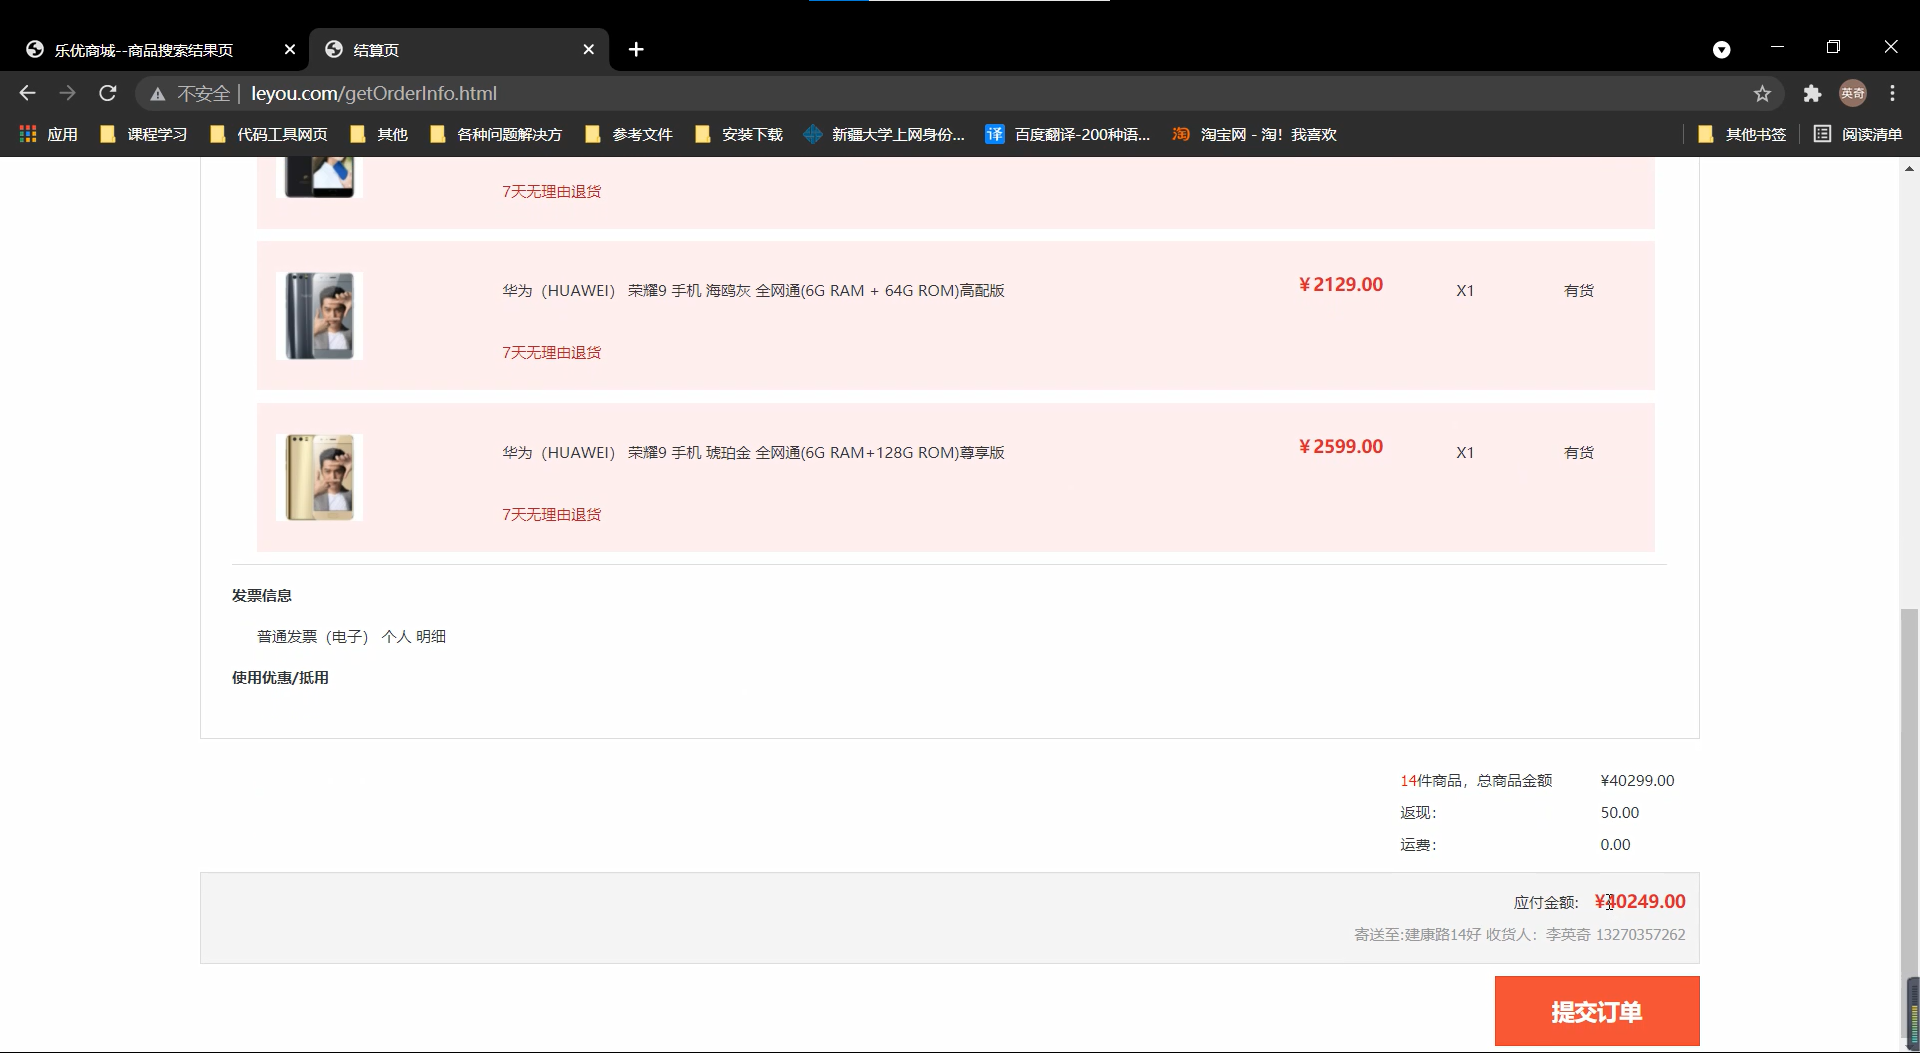 乐优商城--商品搜索结果页
结算页
不安全 | leyou.com/getOrderInfo.html
英奇
应用 课程学习 代码工具网页 其他 各种问题解决方 参考文件 安装下载 新疆大学上网身份... 译 百度翻译-200种语... 淘 淘宝网 - 淘！我喜欢 其他书签 阅读清单
7天无理由退货
华为（HUAWEI） 荣耀9 手机 海鸥灰 全网通(6G RAM + 64G ROM)高配版 ￥2129.00 X1 有货
7天无理由退货
华为（HUAWEI） 荣耀9 手机 琥珀金 全网通(6G RAM+128G ROM)尊享版 ￥2599.00 X1 有货
7天无理由退货
发票信息
普通发票（电子） 个人 明细
使用优惠/抵用
14件商品，总商品金额 ¥40299.00
返现： 50.00
运费： 0.00
应付金额: ¥40249.00
寄送至:建康路14好 收货人：李英奇 13270357262
提交订单